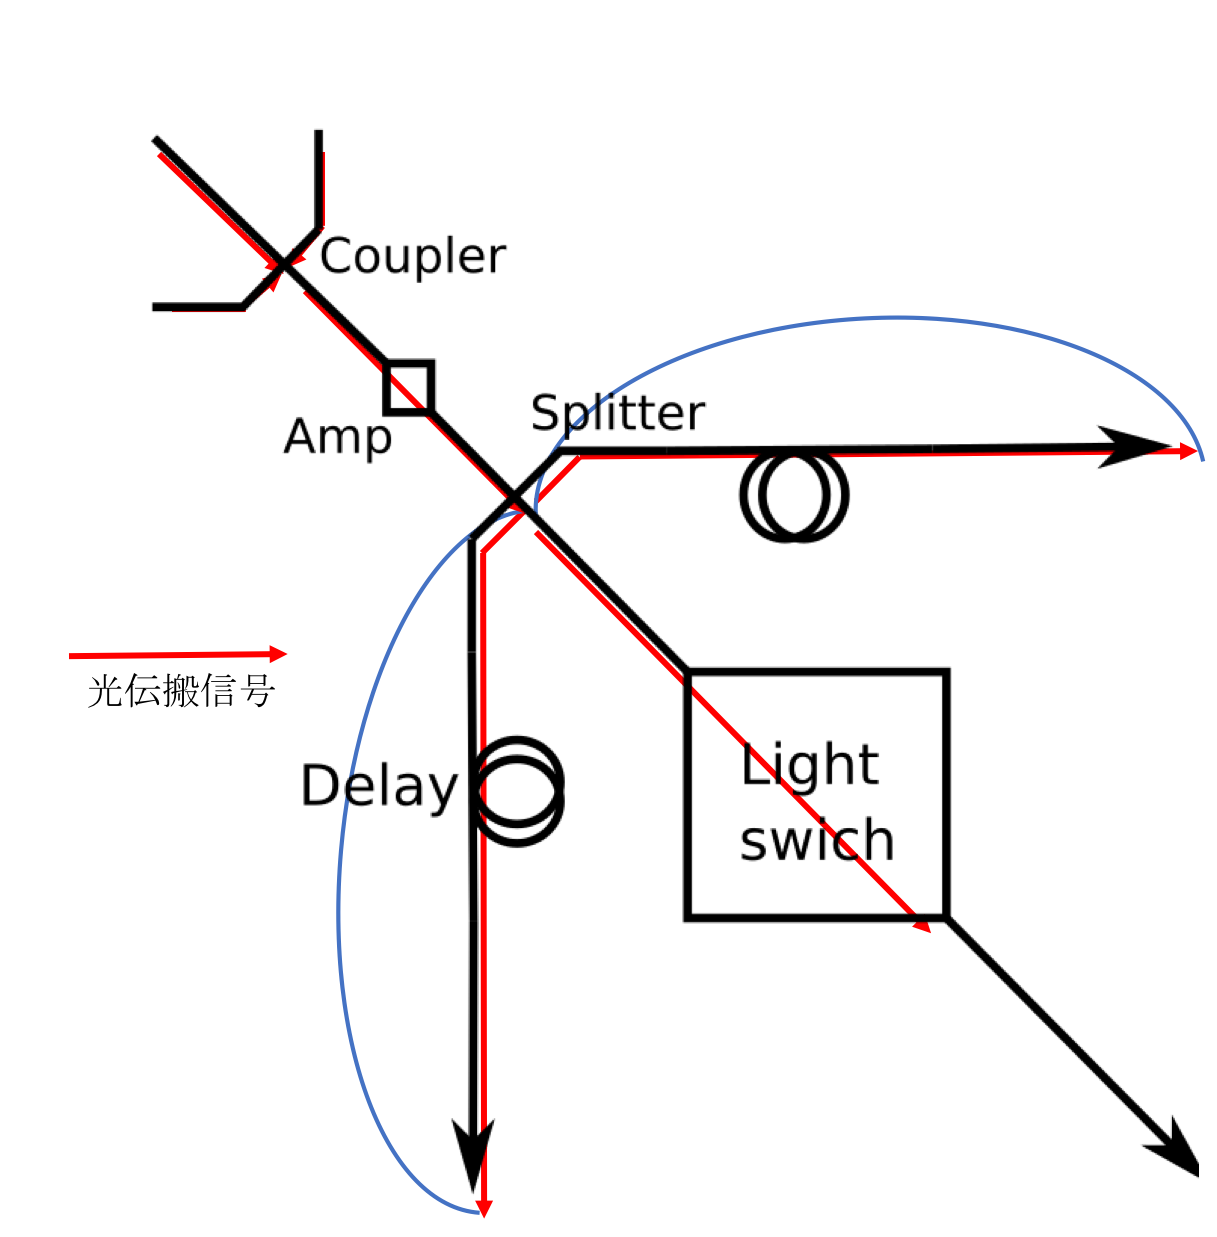 Coupler
Splitter
Amp
光伝搬信号
Delay
Light
swich